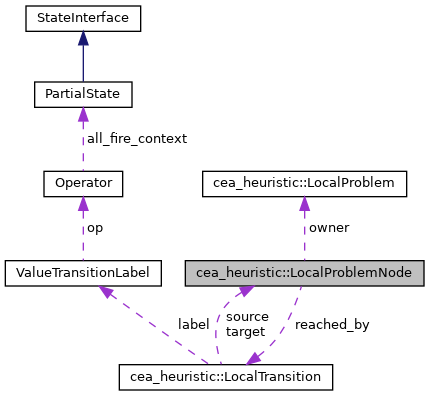 StateInterface
PartialState
all_fire_context
Operator
cea_heuristic::LocalProblem
op
owner
ValueTransitionLabel
cea_heuristic::LocalProblemNode
label
source
target
reached_by
cea_heuristic::LocalTransition